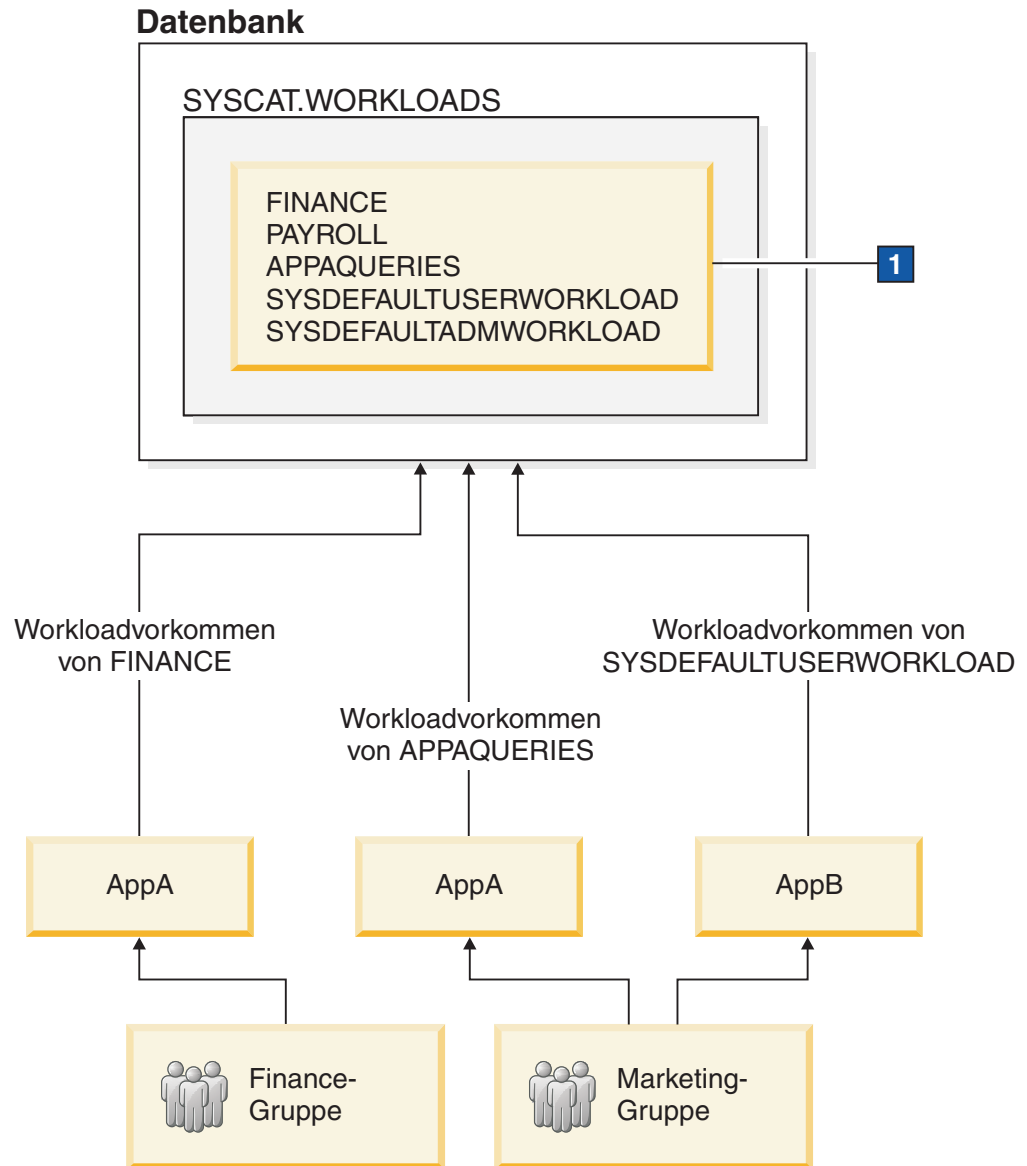 Datenbank
SYSCAT.WORKLOADS
FINANCE
PAYROLL
APPAQUERIES
SYSDEFAULTUSERWORKLOAD
SYSDEFAULTADMWORKLOAD
1
Workloadvorkommen
von FINANCE
Workloadvorkommen von
SYSDEFAULTUSERWORKLOAD
Workloadvorkommen
von APPAQUERIES
AppA
AppA
AppB
Finance-
Gruppe
Marketing-
Gruppe